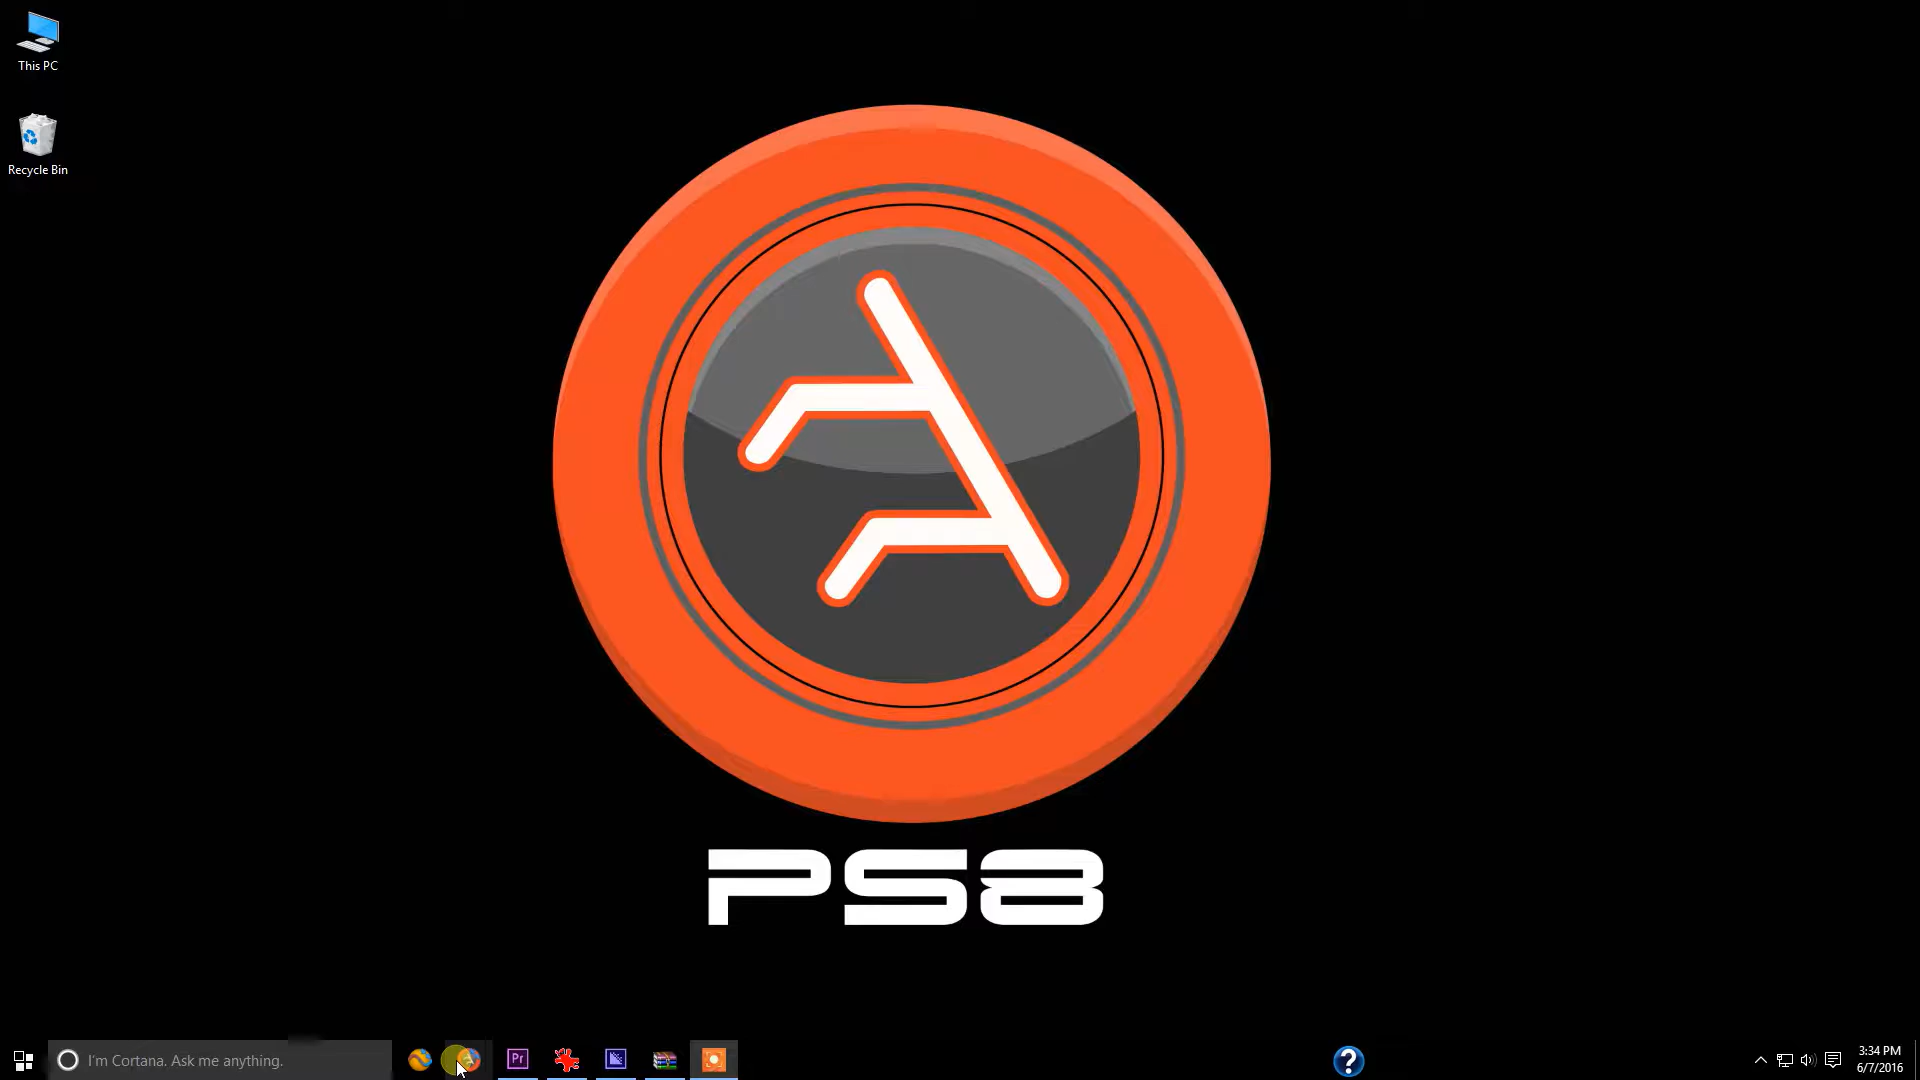 This PC
Recycle Bin
PS8
I'm Cortana. Ask me anything.
Pr
?
3:34 PM
6/7/2016